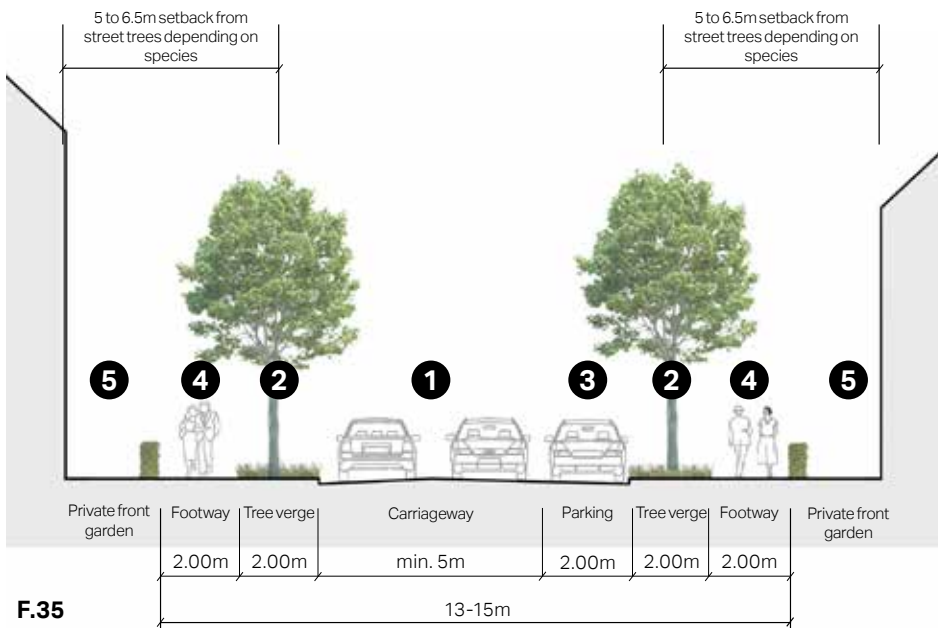 5 to 6.5m setback from
street trees depending on
species
5 to 6.5m setback from
street trees depending on
species
5
4
2
1
3
2
4
5
Private front
garden
Footway
Tree verge
Carriageway
Parking
Tree verge
Footway
Private front
garden
2.00m
2.00m
min. 5m
2.00m
2.00m
2.00m
F.35
13-15m